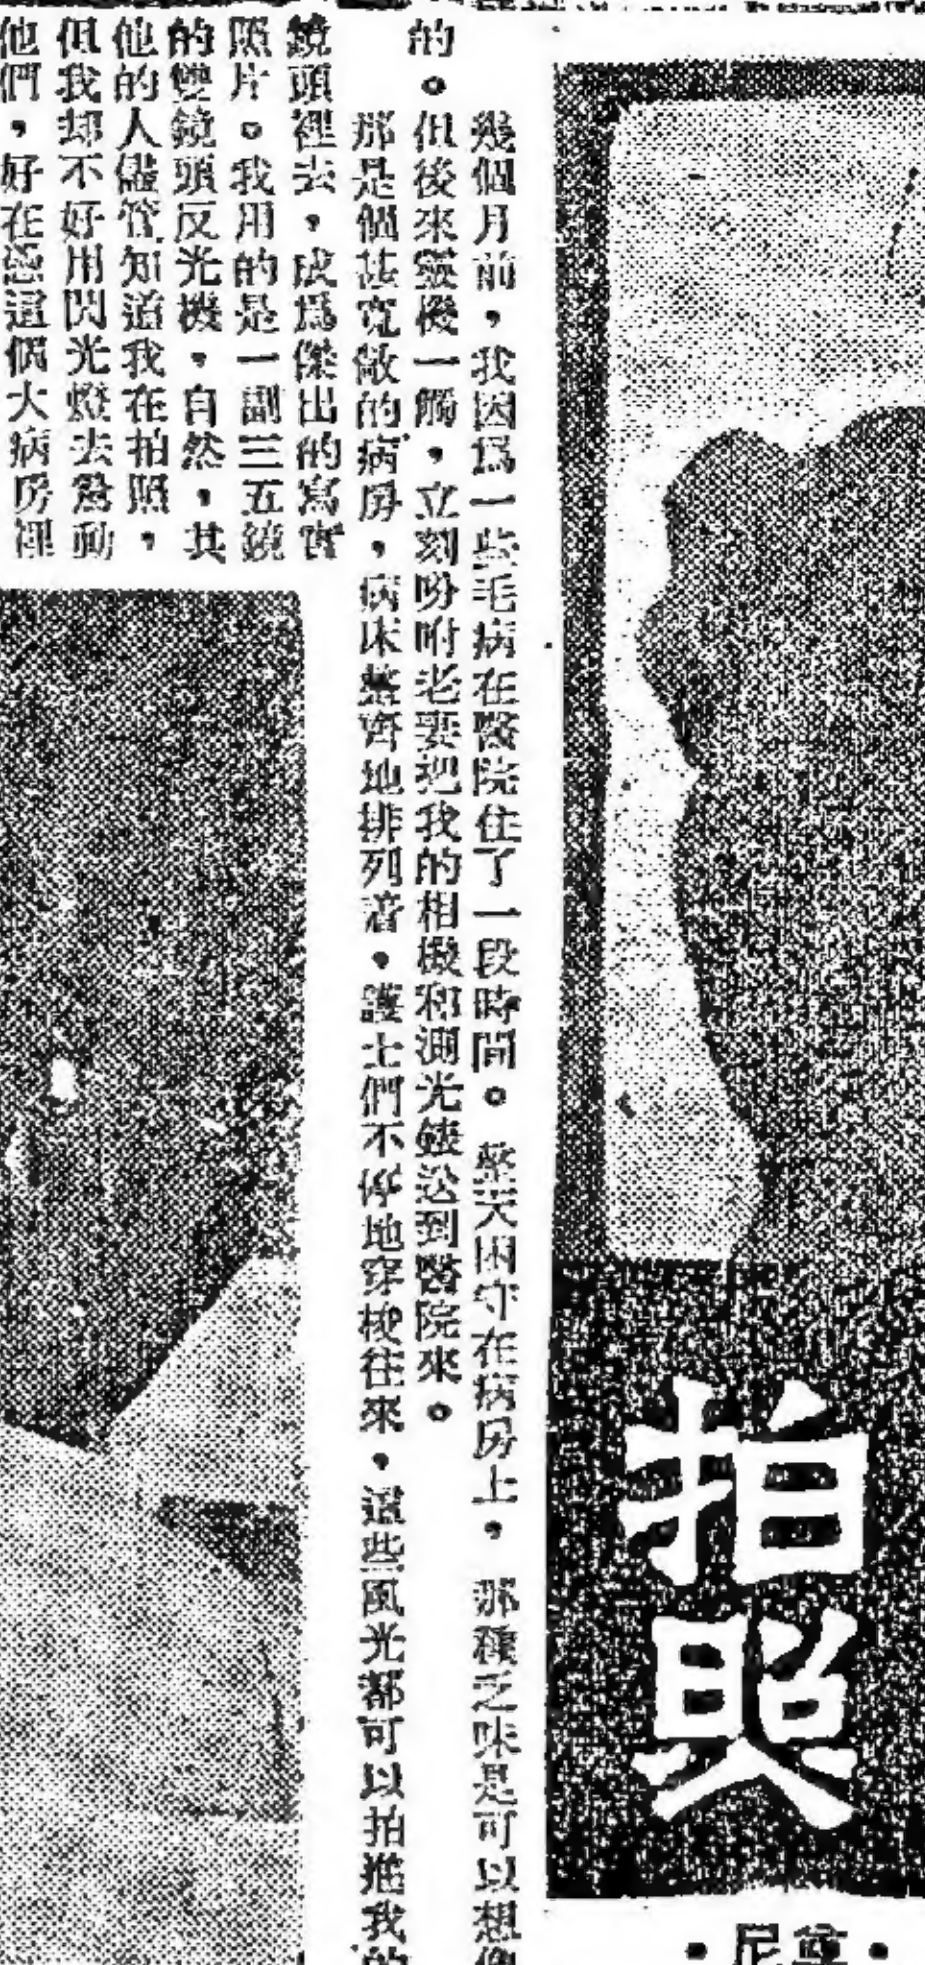 拍照
幾個月前，我因為一些毛病在醫院住了一段時間。整天困守在病房上，那種乏味是可以想像
的。但後來靈機一觸，立刻吩咐老妻把我的相機和測光錶送到醫院來。
那是個甚寬敞的病房，病床整齊地排列着，護士們不停地穿梭往來，這些風光都可以拍進我的
鏡頭裡去，成爲傑出的寫實
照片。我用的是一副三五鏡
的雙鏡頭反光機，自然，其
他的人儘管知道我在拍照，
但我却不好用閃光燈去驚動
他們，好在這個大病房裡